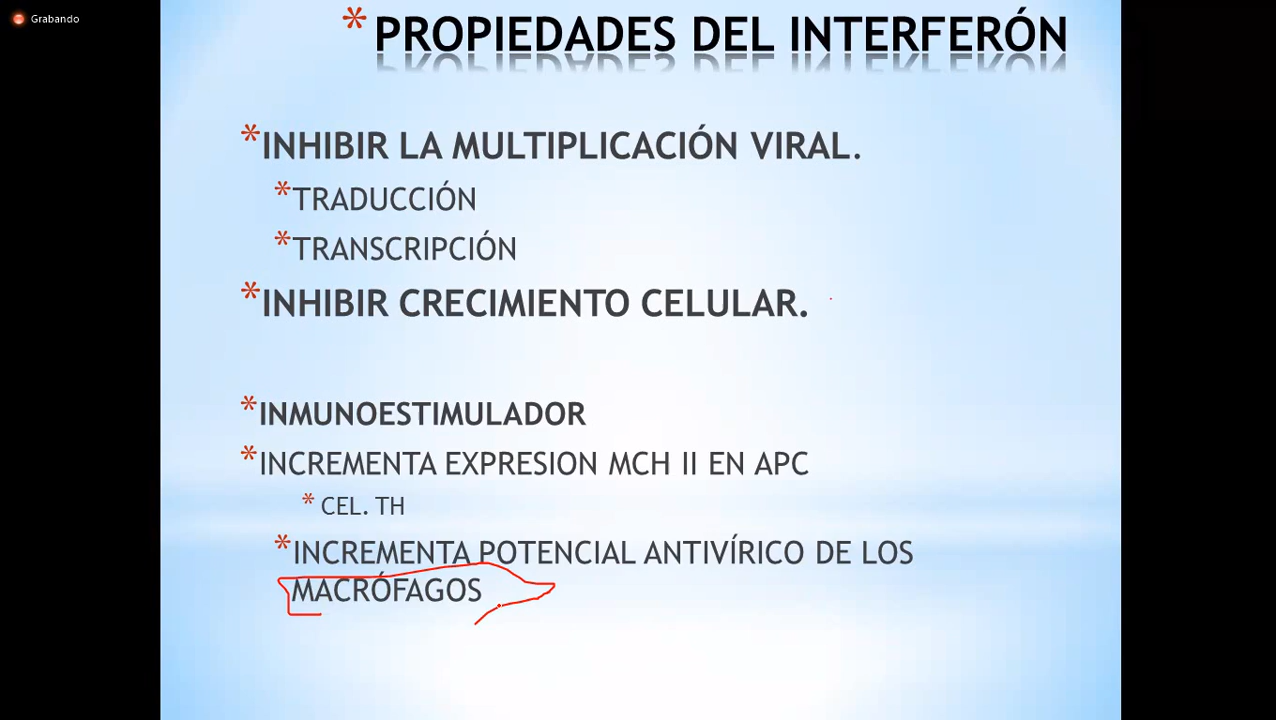 Grabando
* PROPIEDADES DEL INTERFERÓN
*INHIBIR LA MULTIPLICACIÓN VIRAL.
*TRADUCCIÓN
*TRANSCRIPCIÓN
*INHIBIR CRECIMIENTO CELULAR.
*INMUNOESTIMULADOR
*INCREMENTA EXPRESION MCH II EN APC
* CEL. TH
*INCREMENTA POTENCIAL ANTIVÍRICO DE LOS
MACRÓFAGOS